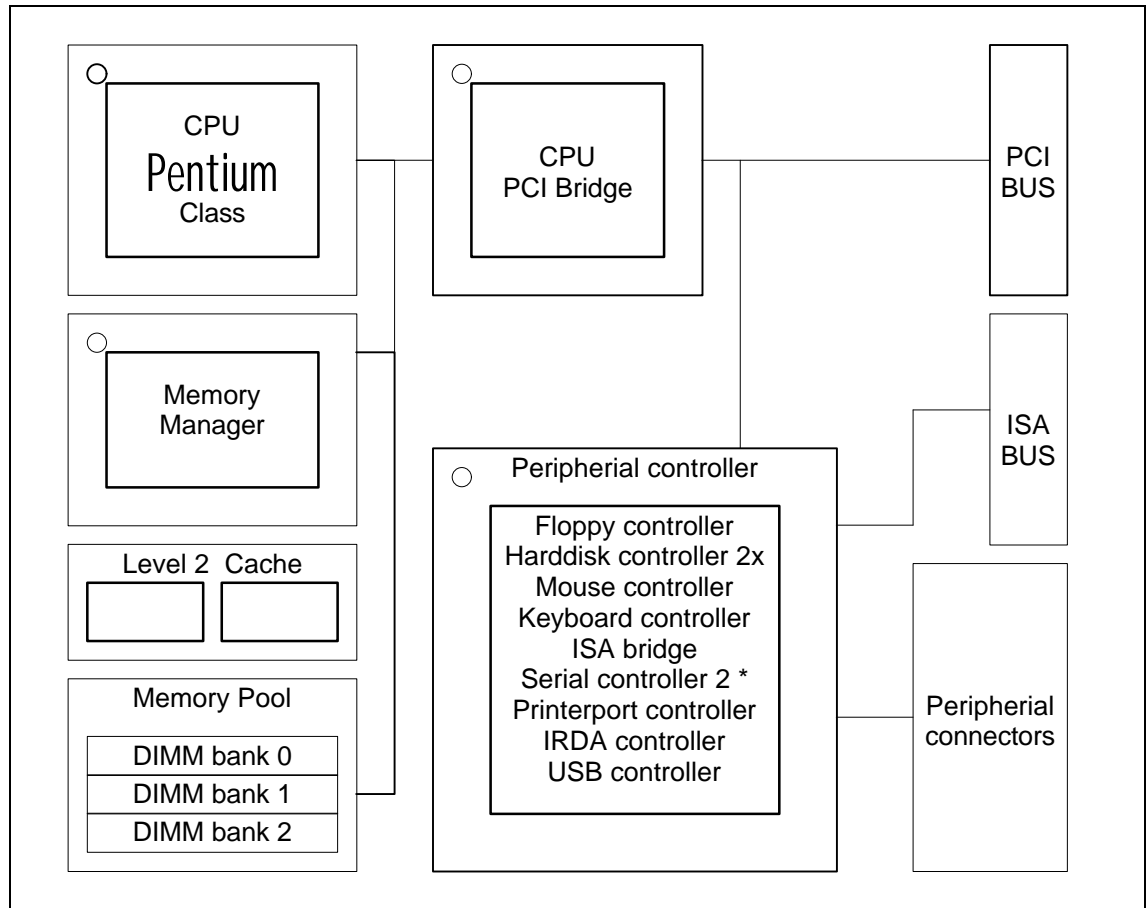 CPU
Pentium
Class
CPU
PCI Bridge
PCI
BUS
Memory
Manager
ISA
BUS
Peripherial controller
Floppy controller
Harddisk controller 2x
Mouse controller
Keyboard controller
ISA bridge
Serial controller 2 *
Printerport controller
IRDA controller
USB controller
Level 2 Cache
Memory Pool
DIMM bank 0
DIMM bank 1
DIMM bank 2
Peripherial
connectors